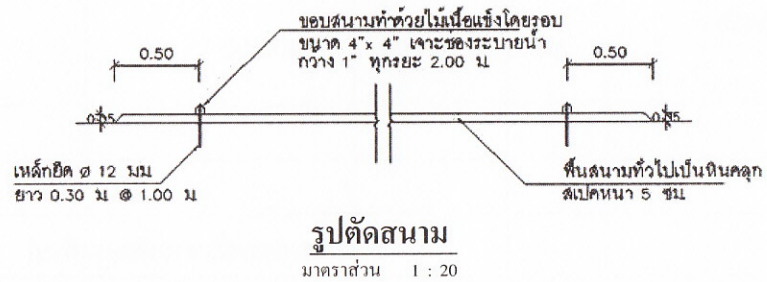 ขอบสนามทำด้วยไม้เนื้อแข็งโดยรอบ
ขนาด 4"x 4" เจาะช่องระบายน้ำ
กว้าง 1" ทุกระยะ 2.00 ม
0.50
0.50
เหล็กยึด ø 12 มม
ยาว 0.30 ม @ 1.00 ม
พื้นสนามทั่วไปเป็นหินคลุก
สเปคหนา 5 ซม
รูปตัดสนาม
มาตราส่วน 1 : 20